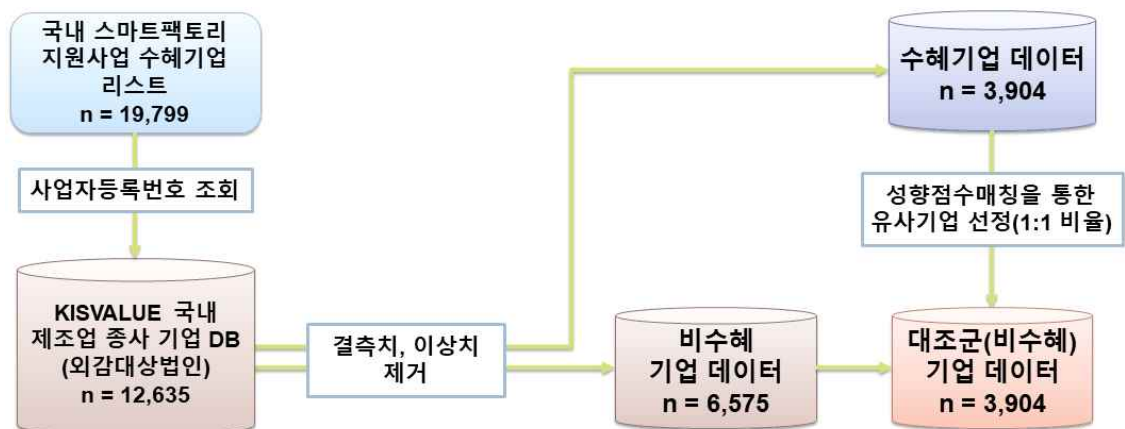 국내 스마트팩토리
지원사업 수혜기업
리스트
n = 19,799
사업자등록번호 조회
KISVALUE 국내
제조업 종사 기업 DB
(외감대상법인)
n = 12,635
결측치, 이상치
제거
수혜기업 데이터
n = 3,904
성향점수매칭을 통한
유사기업 선정(1:1 비율)
비수혜
기업 데이터
n = 6,575
대조군(비수혜)
기업 데이터
n = 3,904